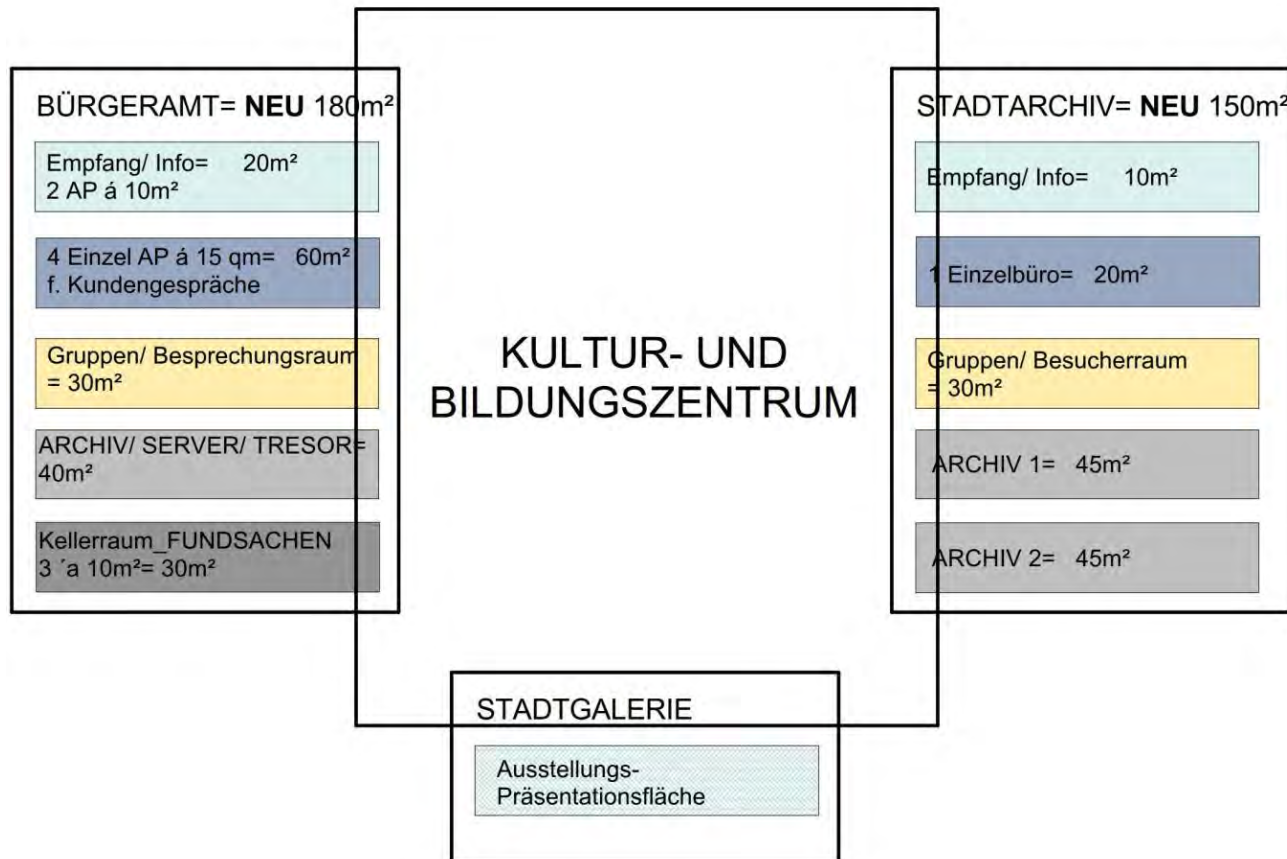 BÜRGERAMT= NEU 180m²
Empfang/ Info= 20m²
2 AP á 10m²
4 Einzel AP á 15 qm= 60m²
f. Kundengespräche
Gruppen/ Besprechungsraum
= 30m²
ARCHIV/ SERVER/ TRESOR=
40m²
Kellerraum_FUNDSACHEN
3 ´a 10m²= 30m²
KULTUR- UND
BILDUNGSZENTRUM
STADTARCHIV= NEU 150m²
Empfang/ Info= 10m²
1 Einzelbüro= 20m²
Gruppen/ Besucherraum
= 30m²
ARCHIV 1= 45m²
ARCHIV 2= 45m²
STADTGALERIE
Ausstellungs-
Präsentationsfläche